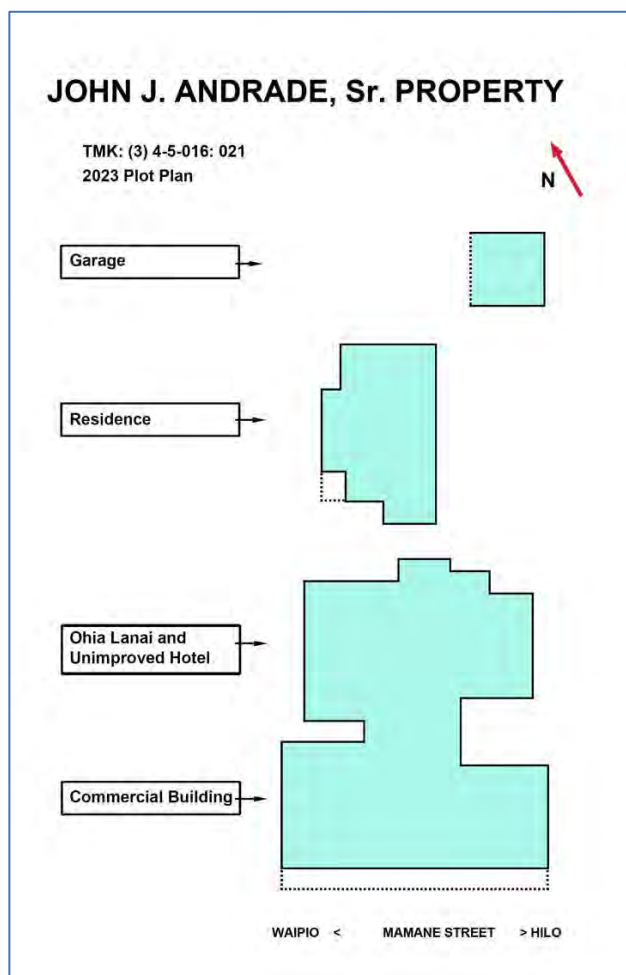 JOHN J. ANDRADE, Sr. PROPERTY
TMK: (3) 4-5-016: 021
2023 Plot Plan
N
Garage
Residence
Ohia Lanai and
Unimproved Hotel
Commercial Building
WAIPIO < MAMANE STREET > HILO